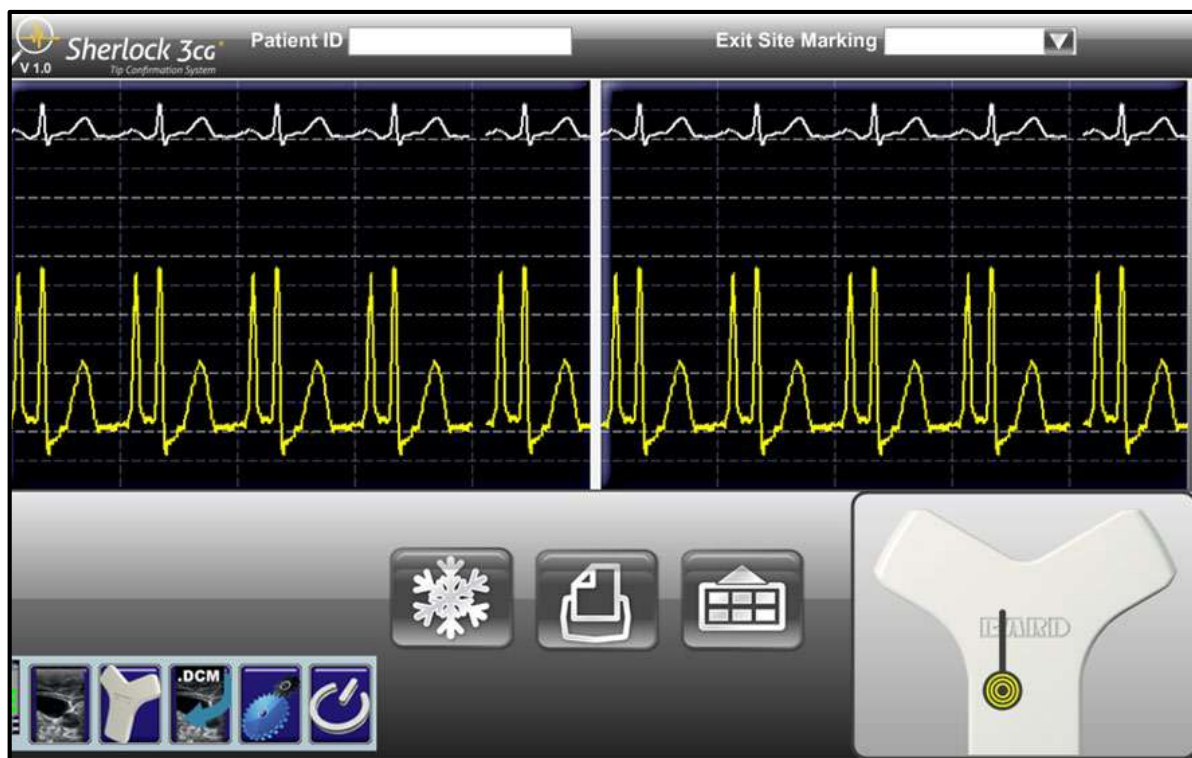 Sherlock 3CG
Tip Confirmation System
V 1.0
Patient ID
Exit Site Marking
BARD
.DCM